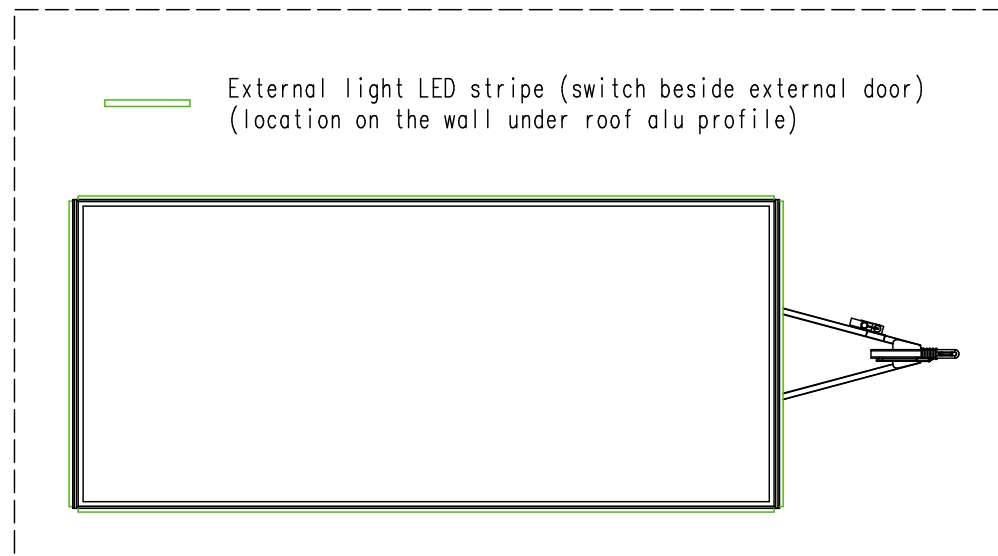 External light LED stripe (switch beside external door)
(location on the wall under roof alu profile)